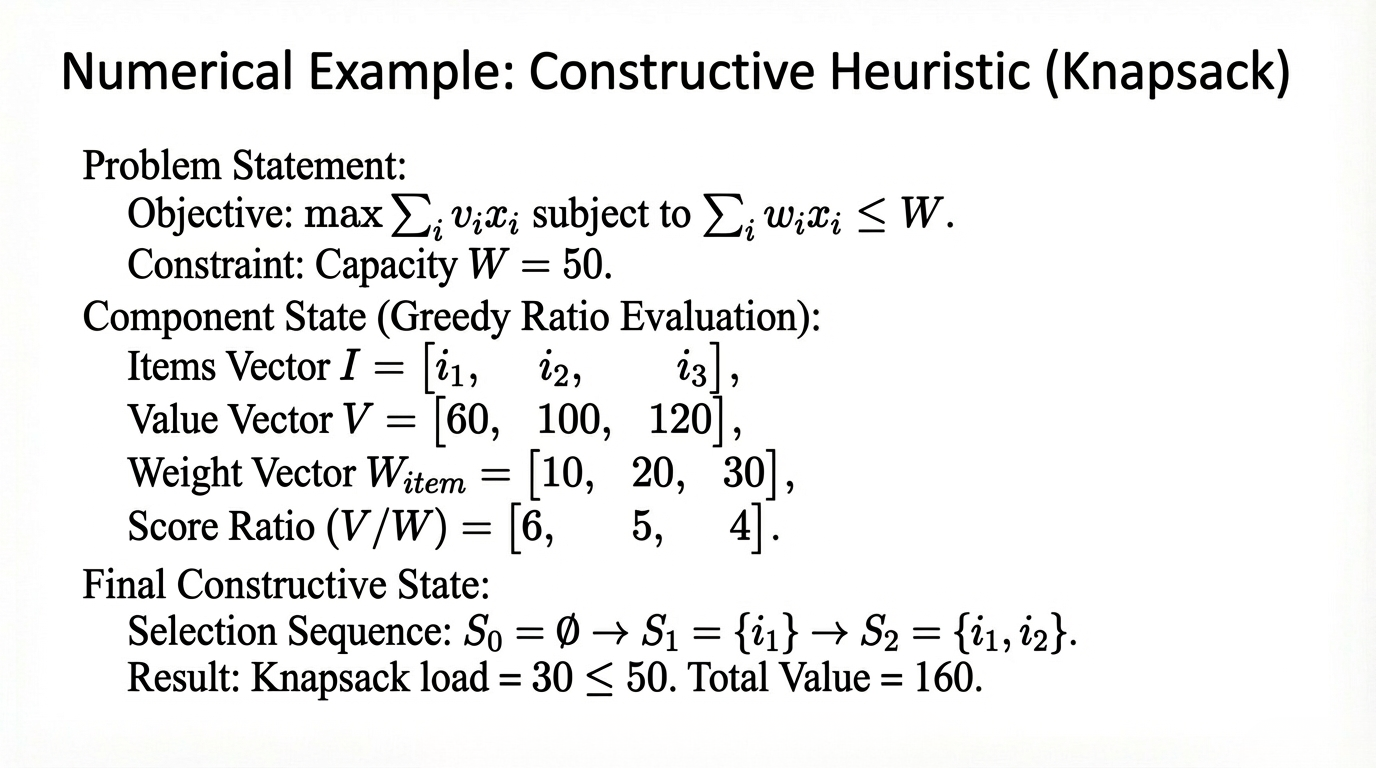 Numerical Example: Constructive Heuristic (Knapsack)
Problem Statement:
Objective: max ∑ᵢ vᵢxᵢ subject to ∑ᵢ wᵢxᵢ ≤ W.
Constraint: Capacity W = 50.
Component State (Greedy Ratio Evaluation):
Items Vector I = [i₁, i₂, i₃],
Value Vector V = [60, 100, 120],
Weight Vector W_item = [10, 20, 30],
Score Ratio (V/W) = [6, 5, 4].
Final Constructive State:
Selection Sequence: S₀ = ∅ → S₁ = {i₁} → S₂ = {i₁, i₂}.
Result: Knapsack load = 30 ≤ 50. Total Value = 160.